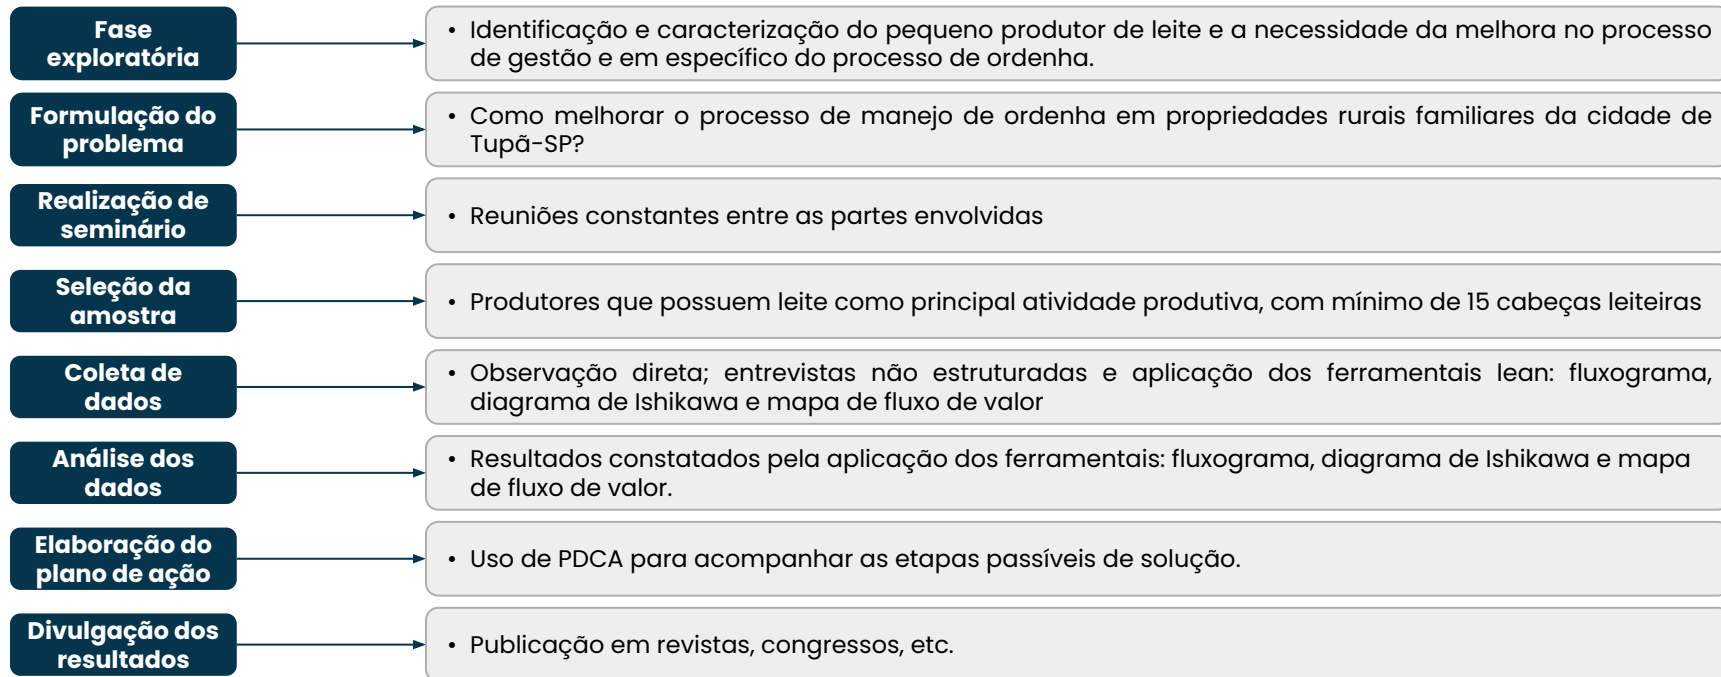 Fase
exploratória
• Identificação e caracterização do pequeno produtor de leite e a necessidade da melhora no processo
de gestão e em específico do processo de ordenha.
Formulação do
problema
• Como melhorar o processo de manejo de ordenha em propriedades rurais familiares da cidade de
Tupã-SP?
Realização de
seminário
• Reuniões constantes entre as partes envolvidas
Seleção da
amostra
• Produtores que possuem leite como principal atividade produtiva, com mínimo de 15 cabeças leiteiras
Coleta de
dados
• Observação direta; entrevistas não estruturadas e aplicação dos ferramentais lean: fluxograma,
diagrama de Ishikawa e mapa de fluxo de valor
Análise dos
dados
• Resultados constatados pela aplicação dos ferramentais: fluxograma, diagrama de Ishikawa e mapa
de fluxo de valor.
Elaboração do
plano de ação
• Uso de PDCA para acompanhar as etapas passíveis de solução.
Divulgação dos
resultados
• Publicação em revistas, congressos, etc.